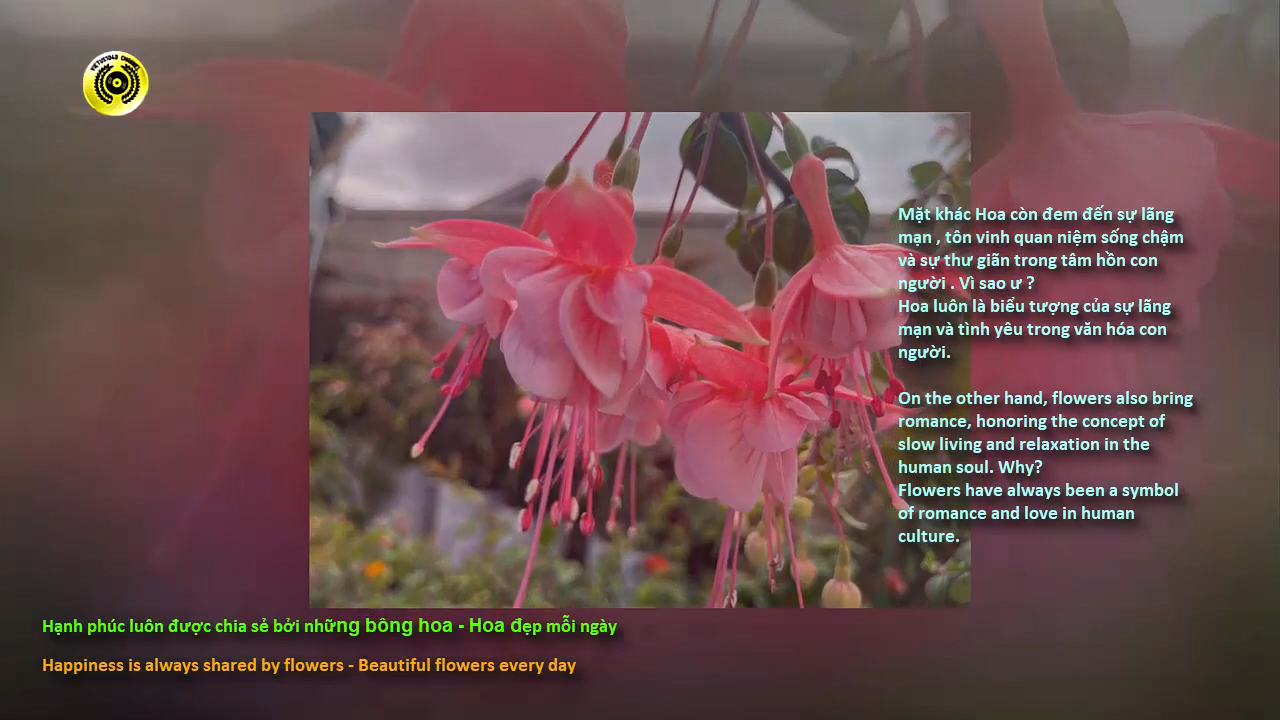 Mặt khác Hoa còn đem đến sự lãng
mạn , tôn vinh quan niệm sống chậm
và sự thư giãn trong tâm hồn con
người . Vì sao ư ?
Hoa luôn là biểu tượng của sự lãng
mạn và tình yêu trong văn hóa con
người.
On the other hand, flowers also bring
romance, honoring the concept of
slow living and relaxation in the
human soul. Why?
Flowers have always been a symbol
of romance and love in human
culture.
Hạnh phúc luôn được chia sẻ bởi những bông hoa - Hoa đẹp mỗi ngày
Happiness is always shared by flowers - Beautiful flowers every day